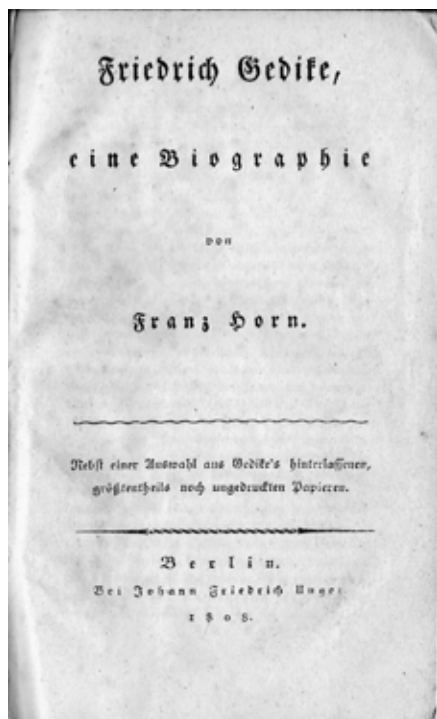 Friedrich Gedike,
eine Biographie
von
Franz Horn.
Nebst einer Auswahl aus Gedike's hinterlassenen,
größtentheils noch ungedruckten Papieren.
Berlin.
Bei Johann Friedrich Unger
1808.